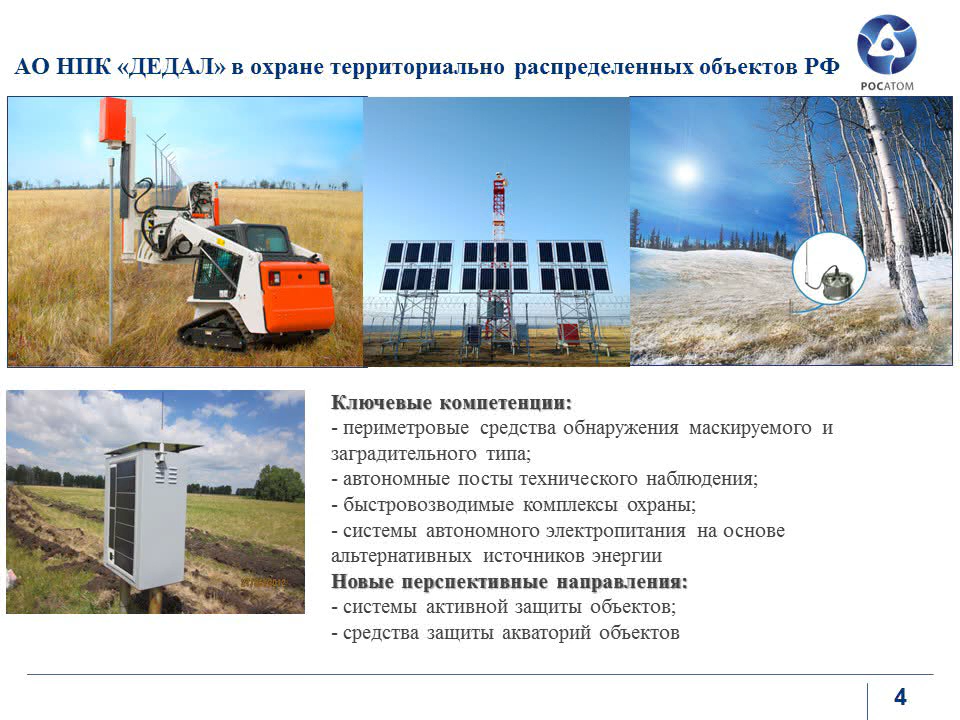 АО НПК «ДЕДАЛ» в охране территориально распределенных объектов РФ
РОСАТОМ
Ключевые компетенции:
- периметровые средства обнаружения маскируемого и
заградительного типа;
- автономные посты технического наблюдения;
- быстровозводимые комплексы охраны;
- системы автономного электропитания на основе
альтернативных источников энергии
Новые перспективные направления:
- системы активной защиты объектов;
- средства защиты акваторий объектов
4